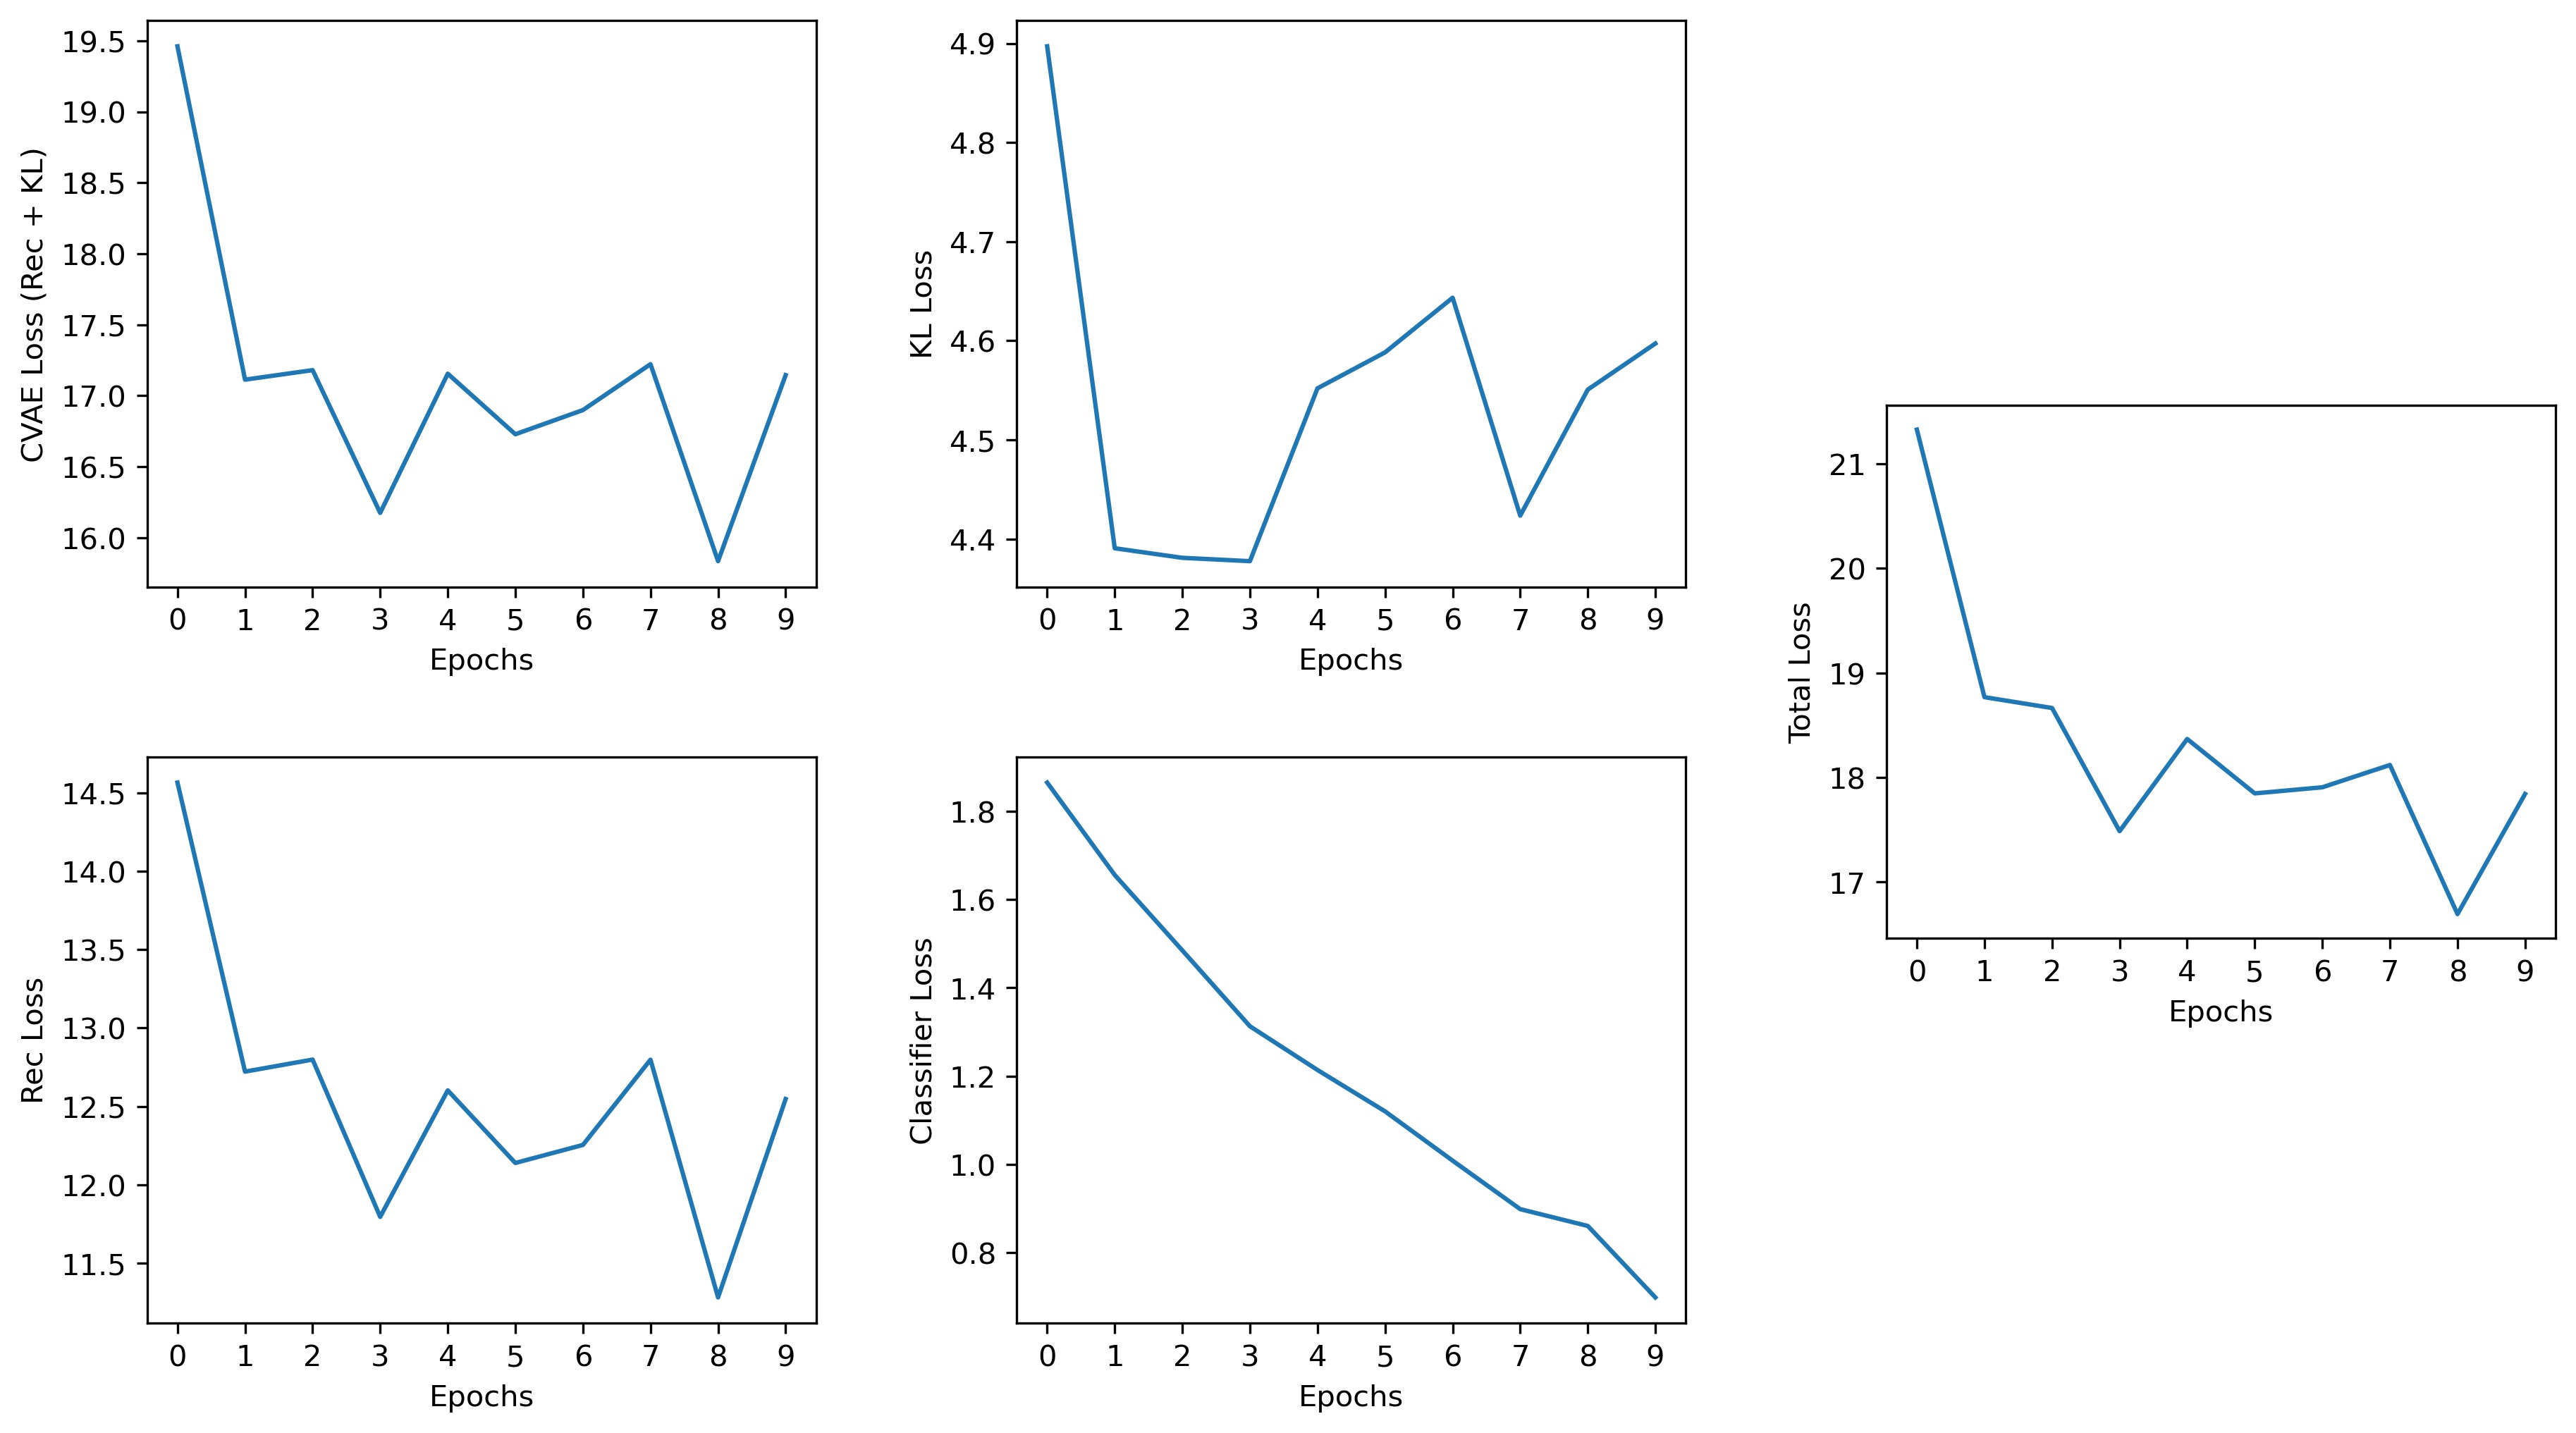 CVAE Loss (Rec + KL)
19.5
19.0
18.5
18.0
17.5
17.0
16.5
16.0
0 1 2 3 4 5 6 7 8 9
Epochs
KL Loss
4.9
4.8
4.7
4.6
4.5
4.4
0 1 2 3 4 5 6 7 8 9
Epochs
Rec Loss
14.5
14.0
13.5
13.0
12.5
12.0
11.5
0 1 2 3 4 5 6 7 8 9
Epochs
Classifier Loss
1.8
1.6
1.4
1.2
1.0
0.8
0 1 2 3 4 5 6 7 8 9
Epochs
Total Loss
21
20
19
18
17
0 1 2 3 4 5 6 7 8 9
Epochs